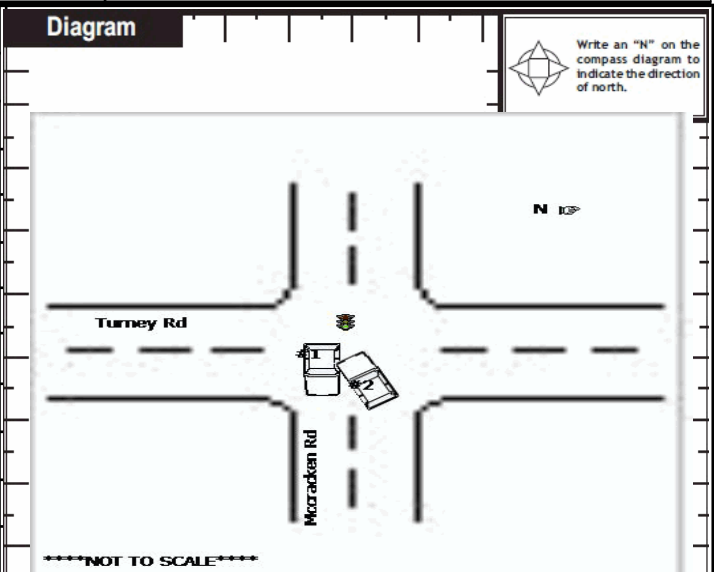 Diagram
Write an “N” on the
compass diagram to
indicate the direction
of north.
N
Turney Rd
#1
#2
Mccracken Rd
****NOT TO SCALE****